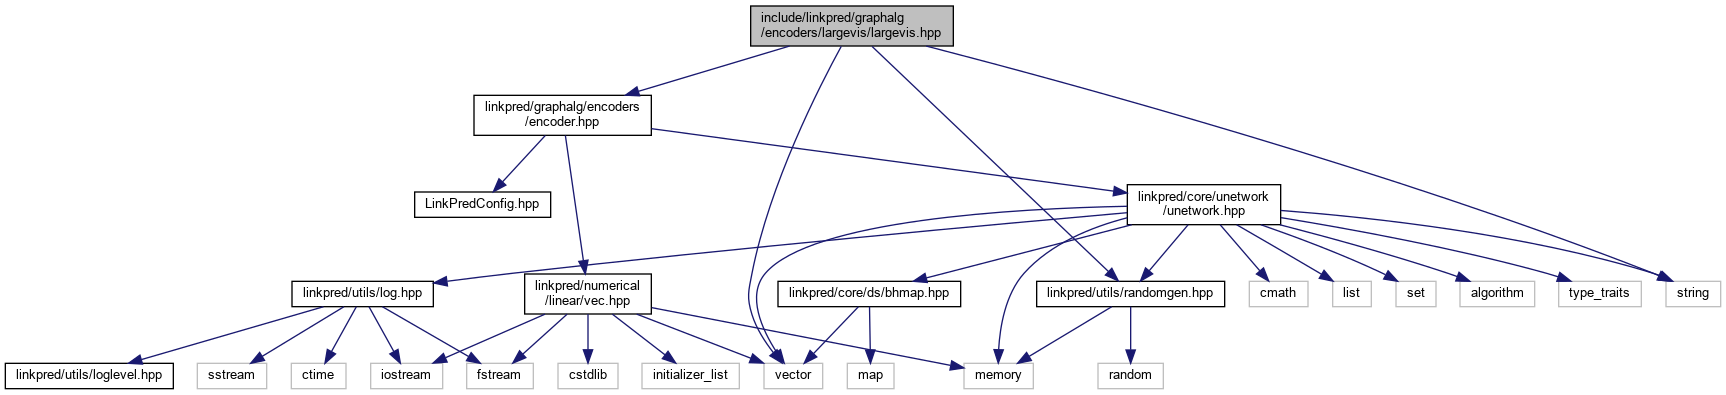 include/linkpred/graphalg
/encoders/largevis/largevis.hpp
linkpred/graphalg/encoders
/encoder.hpp
LinkPredConfig.hpp
linkpred/core/unetwork
/unetwork.hpp
linkpred/utils/log.hpp
linkpred/numerical
/linear/vec.hpp
linkpred/core/ds/bhmap.hpp
linkpred/utils/randomgen.hpp
cmath
list
set
algorithm
type_traits
string
linkpred/utils/loglevel.hpp
sstream
ctime
iostream
fstream
cstdlib
initializer_list
vector
map
memory
random